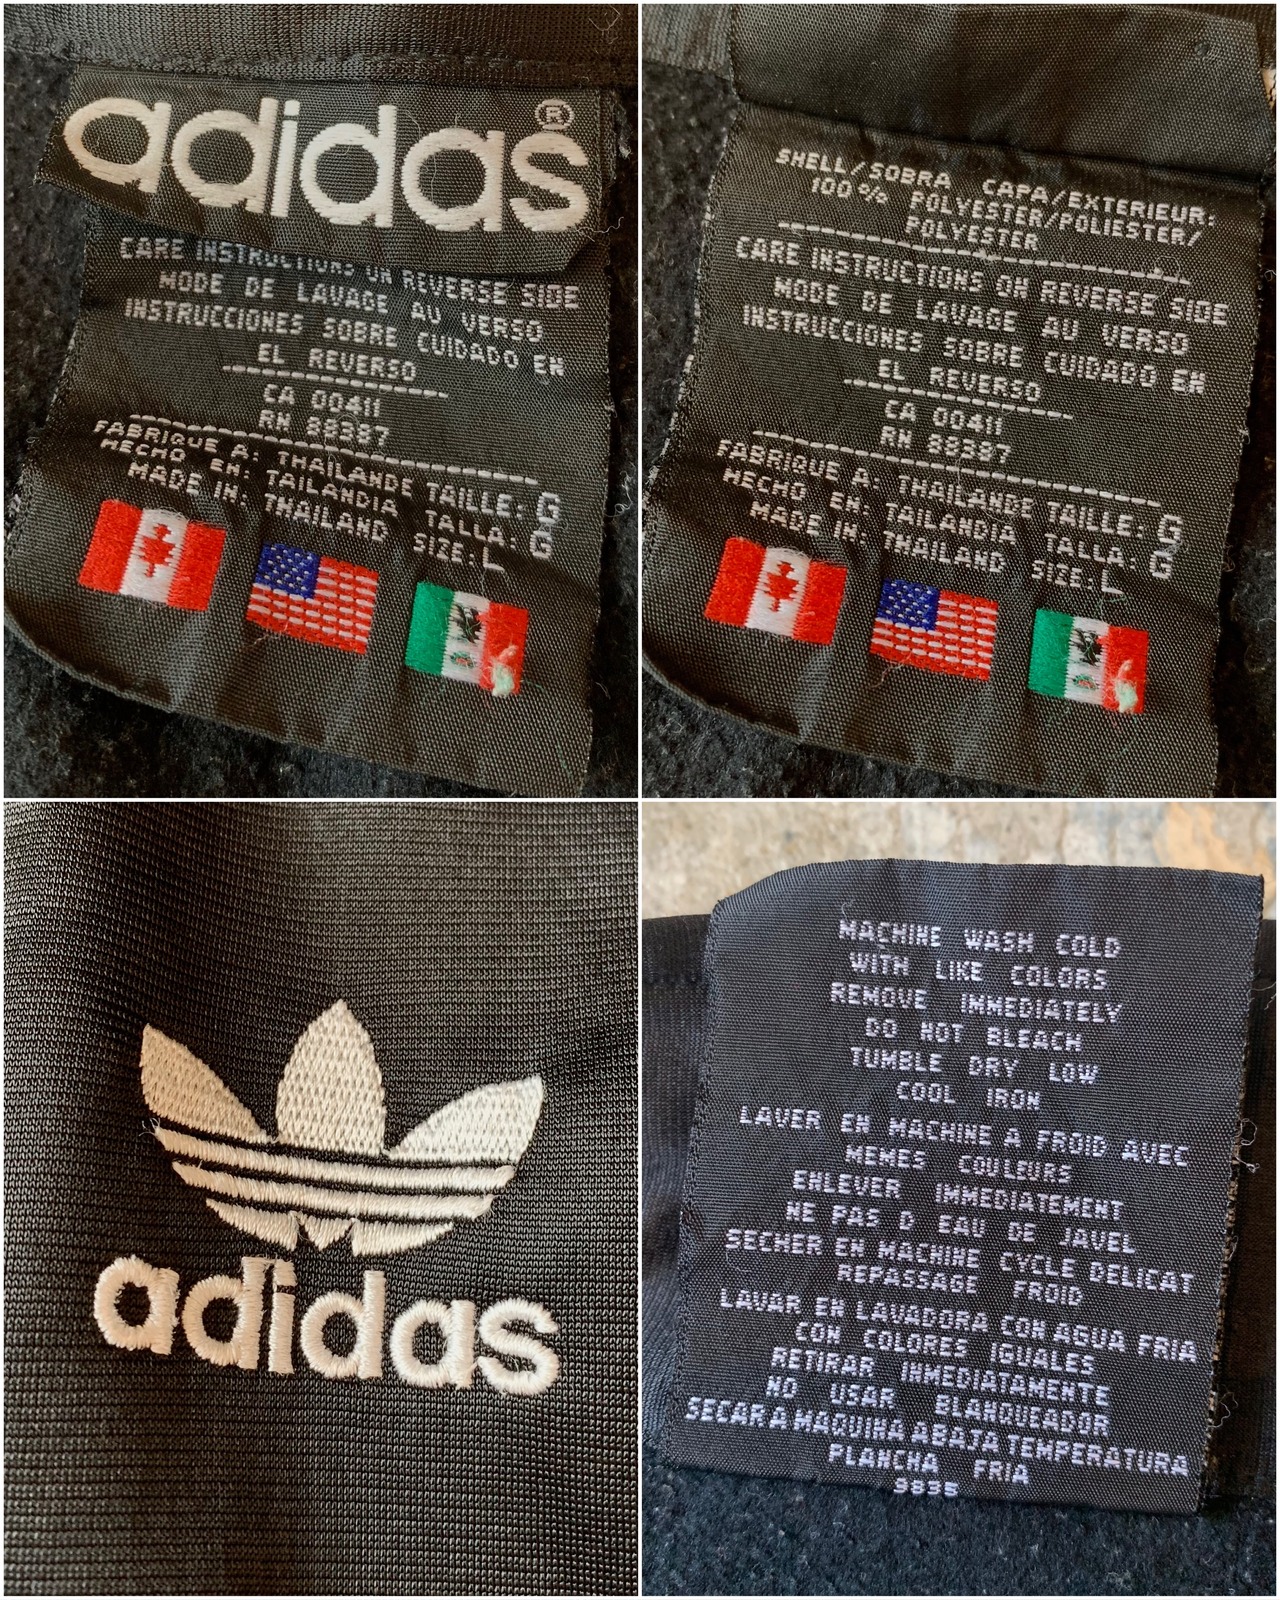 adidas®
CARE INSTRUCTIONS ON REVERSE SIDE
MODE DE LAVAGE AU VERSO
INSTRUCCIONES SOBRE CUIDADO EN
EL REVERSO
CA 00411
RN 88387
FABRIQUE A: THAILANDE TAILLE: G
HECHO EN: TAILANDIA TALLA: G
MADE IN: THAILAND SIZE: L
SHELL/SOBRA CAPA/EXTERIEUR:
100% POLYESTER/POLIESTER/
POLYESTER
CARE INSTRUCTIONS ON REVERSE SIDE
MODE DE LAVAGE AU VERSO
INSTRUCCIONES SOBRE CUIDADO EN
EL REVERSO
CA 00411
RN 88387
FABRIQUE A: THAILANDE TAILLE: G
HECHO EN: TAILANDIA TALLA: G
MADE IN: THAILAND SIZE: L
adidas
MACHINE WASH COLD
WITH LIKE COLORS
REMOVE IMMEDIATELY
DO NOT BLEACH
TUMBLE DRY LOW
COOL IRON
LAVER EN MACHINE A FROID AVEC
MEMES COULEURS
ENLEVER IMMEDIATEMENT
NE PAS D EAU DE JAVEL
SECHER EN MACHINE CYCLE DELICAT
REPASSAGE FROID
LAVAR EN LAVADORA CON AGUA FRIA
CON COLORES IGUALES
RETIRAR INMEDIATAMENTE
NO USAR BLANQUEADOR
SECAR A MAQUINA A BAJA TEMPERATURA
PLANCHA FRIA
9835